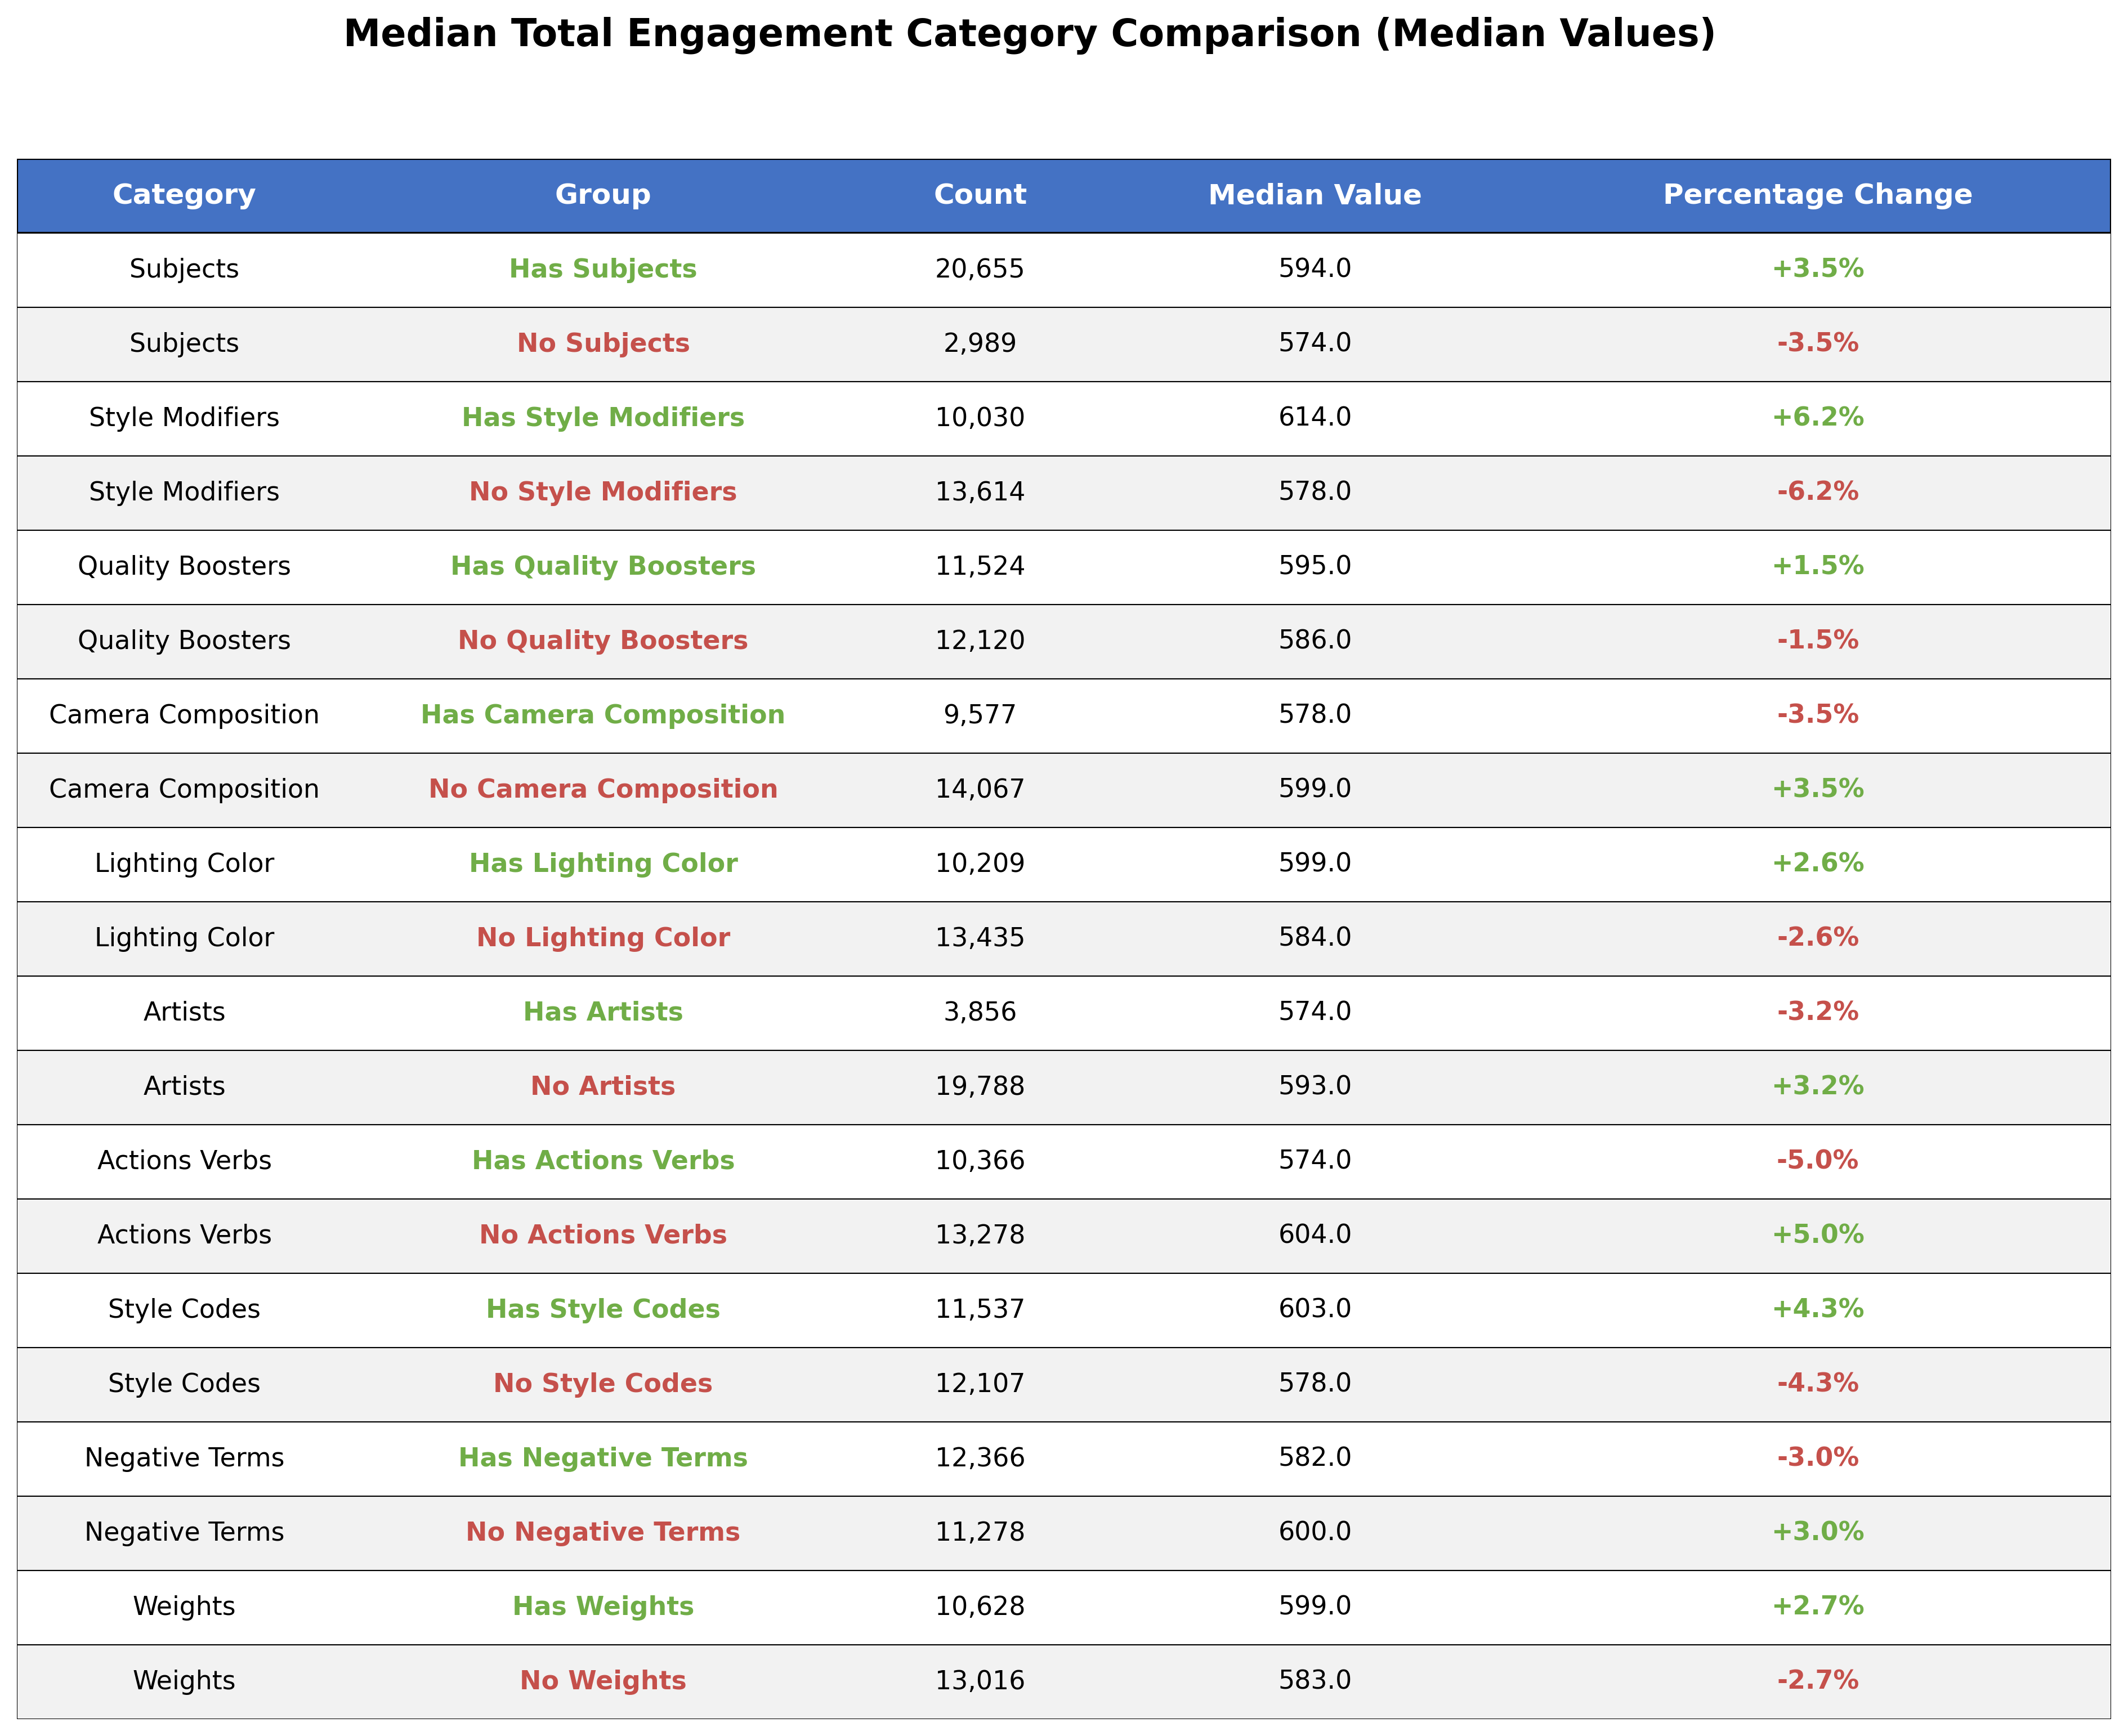 Median Total Engagement Category Comparison (Median Values)
Category Group Count Median Value Percentage Change
Subjects Has Subjects 20,655 594.0 +3.5%
Subjects No Subjects 2,989 574.0 -3.5%
Style Modifiers Has Style Modifiers 10,030 614.0 +6.2%
Style Modifiers No Style Modifiers 13,614 578.0 -6.2%
Quality Boosters Has Quality Boosters 11,524 595.0 +1.5%
Quality Boosters No Quality Boosters 12,120 586.0 -1.5%
Camera Composition Has Camera Composition 9,577 578.0 -3.5%
Camera Composition No Camera Composition 14,067 599.0 +3.5%
Lighting Color Has Lighting Color 10,209 599.0 +2.6%
Lighting Color No Lighting Color 13,435 584.0 -2.6%
Artists Has Artists 3,856 574.0 -3.2%
Artists No Artists 19,788 593.0 +3.2%
Actions Verbs Has Actions Verbs 10,366 574.0 -5.0%
Actions Verbs No Actions Verbs 13,278 604.0 +5.0%
Style Codes Has Style Codes 11,537 603.0 +4.3%
Style Codes No Style Codes 12,107 578.0 -4.3%
Negative Terms Has Negative Terms 12,366 582.0 -3.0%
Negative Terms No Negative Terms 11,278 600.0 +3.0%
Weights Has Weights 10,628 599.0 +2.7%
Weights No Weights 13,016 583.0 -2.7%